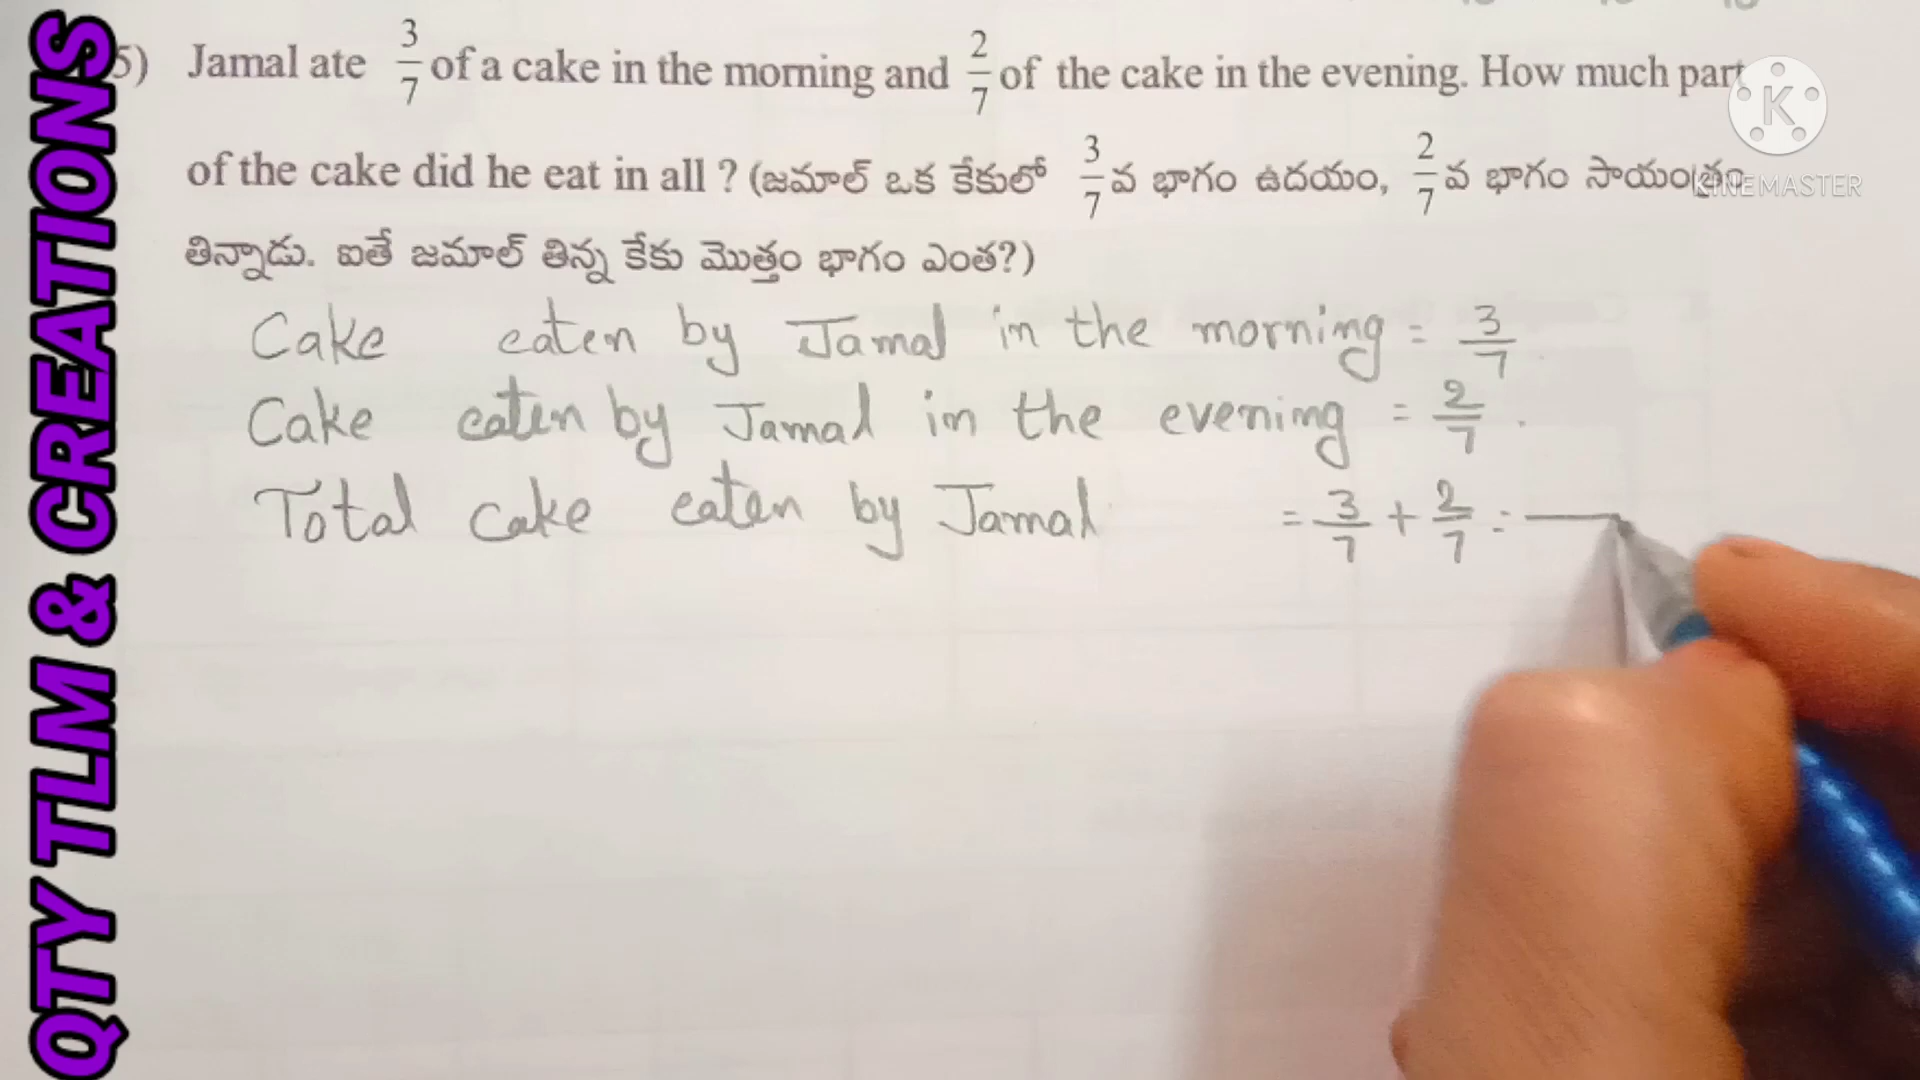 5) Jamal ate 3/7 of a cake in the morning and 2/7 of the cake in the evening. How much part
of the cake did he eat in all ? (జమాల్ ఒక కేకులో 3/7 వ భాగం ఉదయం, 2/7 వ భాగం సాయంత్రం
తిన్నాడు. ఐతే జమాల్ తిన్న కేకు మొత్తం భాగం ఎంత?)
Cake eaten by Jamal in the morning = 3/7
Cake eaten by Jamal in the evening = 2/7.
Total cake eaten by Jamal = 3/7 + 2/7 =
QTY TLM & CREATIONS
K
KINEMASTER